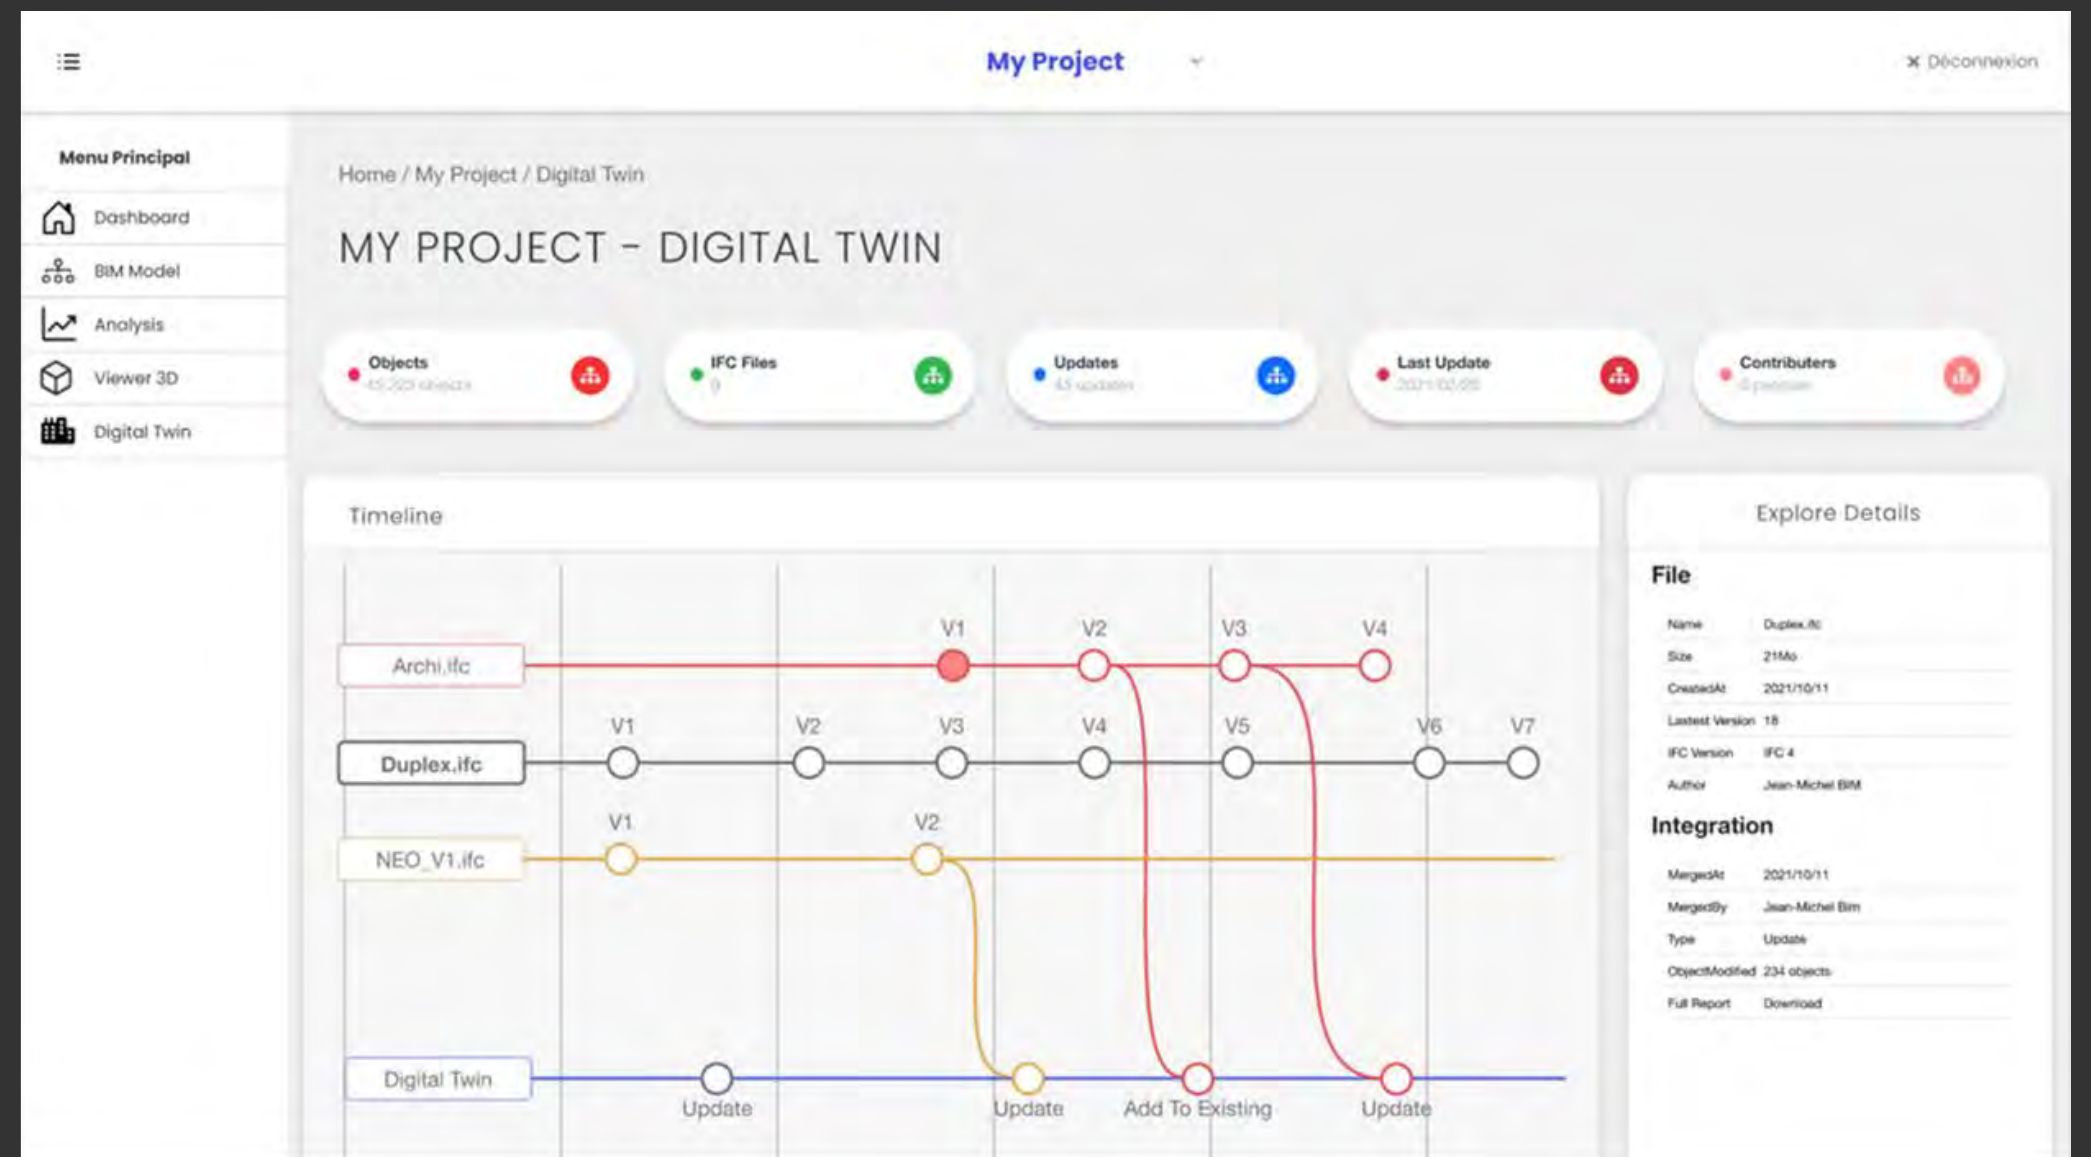 My Project
Déconnexion
Menu Principal
Dashboard
BIM Model
Analysis
Viewer 3D
Digital Twin
Home / My Project / Digital Twin
MY PROJECT - DIGITAL TWIN
Objects
objects
IFC Files
9
Updates
45 updates
Last Update
Contributers
Timeline
V1 V2 V3 V4
Archi.ifc
V1 V2 V3 V4 V5 V6 V7
Duplex.ifc
V1 V2
NEO_V1.ifc
Digital Twin
Update Update Add To Existing Update
Explore Details
File
Name Duplex.ifc
Size 21Mo
CreatedAt 2021/10/11
Lastest Version 18
IFC Version IFC 4
Author Jean-Michel BIM
Integration
MergedAt 2021/10/11
MergedBy Jean-Michel Bim
Type Update
ObjectModified 234 objects
Full Report Download